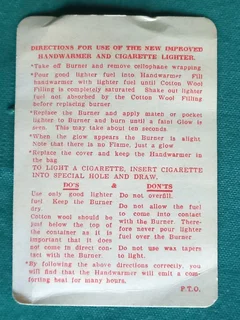 DIRECTIONS FOR USE OF THE NEW IMPROVED
HANDWARMER AND CIGARETTE LIGHTER.
*Take off Burner and remove cellophane wrapping
*Pour good lighter fuel into Handwarmer Fill
handwarmer with lighter fuel until Cotton Wool
Filling is completely saturated Shake out lighter
fuel not absorbed by the Cotton Wool Filling
before replacing burner.
*Replace the Burner and apply match or pocket
lighter to Burner and burn until a faint Glow is
seen. This may take about ten seconds
*When the glow appears the Burner is alight.
Note that there is no Flame, just a glow
*Replace the cover and keep the Handwarmer in
the bag
TO LIGHT A CIGARETTE, INSERT CIGARETTE
INTO SPECIAL HOLE AND DRAW.
DO'S & DON'TS
Use only good lighter
fuel. Keep the Burner
dry.
Cotton wool should be
just below the top of
the container as it is
important that it does
not come in direct con-
tact with the Burner.
Do not overfill.
Do not allow the fuel
to come into contact
with the Burner. There-
fore never pour lighter
fuel over the Burner
Do not use wax tapers
to light.
*By following the above directions correctly, you
will find that the Handwarmer will emit a com-
forting heat for many hours.
P.T.O.